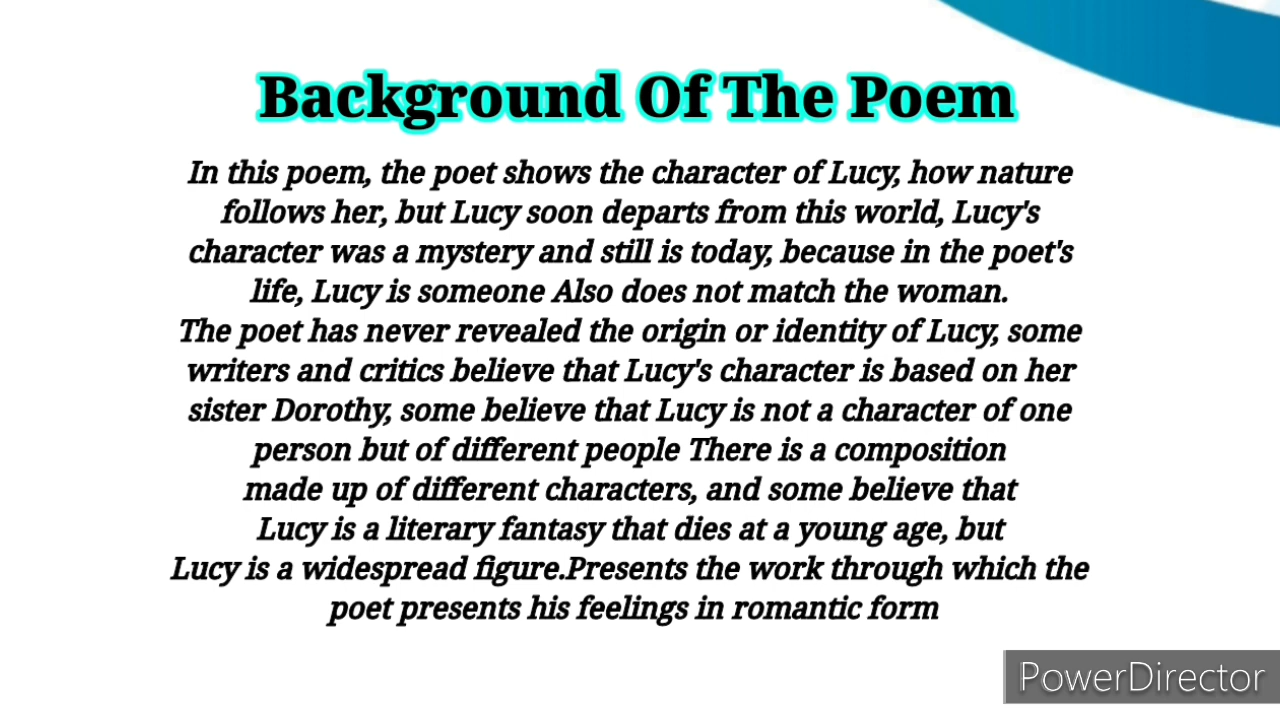 Background Of The Poem
In this poem, the poet shows the character of Lucy, how nature
follows her, but Lucy soon departs from this world, Lucy's
character was a mystery and still is today, because in the poet's
life, Lucy is someone Also does not match the woman.
The poet has never revealed the origin or identity of Lucy, some
writers and critics believe that Lucy's character is based on her
sister Dorothy, some believe that Lucy is not a character of one
person but of different people There is a composition
made up of different characters, and some believe that
Lucy is a literary fantasy that dies at a young age, but
Lucy is a widespread figure.Presents the work through which the
poet presents his feelings in romantic form
PowerDirector